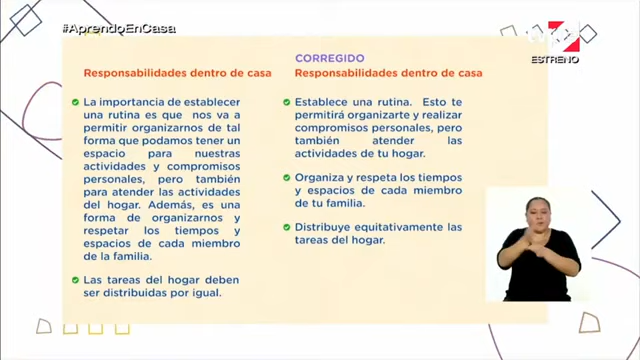 #AprendoEnCasa
ESTRENO
Responsabilidades dentro de casa
La importancia de establecer
una rutina es que nos va a
permitir organizarnos de tal
forma que podamos tener un
espacio para nuestras
actividades y compromisos
personales, pero también
para atender las actividades
del hogar. Además, es una
forma de organizarnos y
respetar los tiempos y
espacios de cada miembro
de la familia.
Las tareas del hogar deben
ser distribuidas por igual.
CORREGIDO
Responsabilidades dentro de casa
Establece una rutina. Esto te
permitirá organizarte y realizar
compromisos personales, pero
también atender las
actividades de tu hogar.
Organiza y respeta los tiempos
y espacios de cada miembro
de tu familia.
Distribuye equitativamente las
tareas del hogar.